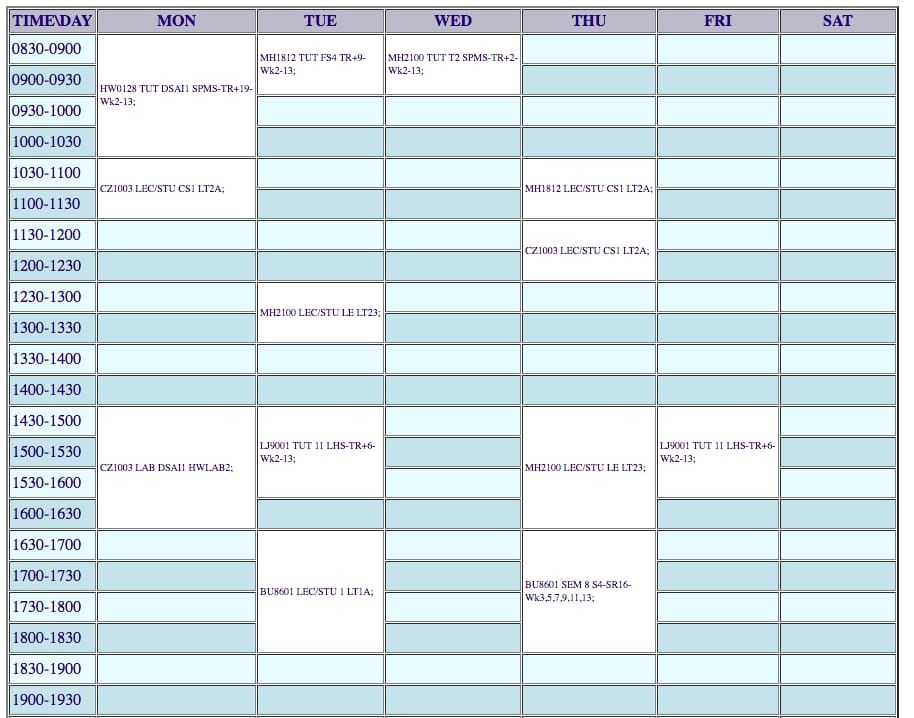 TIME\DAY MON TUE WED THU FRI SAT
0830-0900
MH1812 TUT FS4 TR+9-
Wk2-13;
MH2100 TUT T2 SPMS-TR+2-
Wk2-13;
0900-0930
HW0128 TUT DSAI1 SPMS-TR+19-
Wk2-13;
0930-1000
1000-1030
1030-1100
CZ1003 LEC/STU CS1 LT2A;
MH1812 LEC/STU CS1 LT2A;
1100-1130
1130-1200
CZ1003 LEC/STU CS1 LT2A;
1200-1230
1230-1300
MH2100 LEC/STU LE LT23;
1300-1330
1330-1400
1400-1430
1430-1500
LJ9001 TUT 11 LHS-TR+6-
Wk2-13;
LJ9001 TUT 11 LHS-TR+6-
Wk2-13;
1500-1530
CZ1003 LAB DSAI1 HWLAB2;
MH2100 LEC/STU LE LT23;
1530-1600
1600-1630
1630-1700
1700-1730
BU8601 LEC/STU 1 LT1A;
BU8601 SEM 8 S4-SR16-
Wk3,5,7,9,11,13;
1730-1800
1800-1830
1830-1900
1900-1930